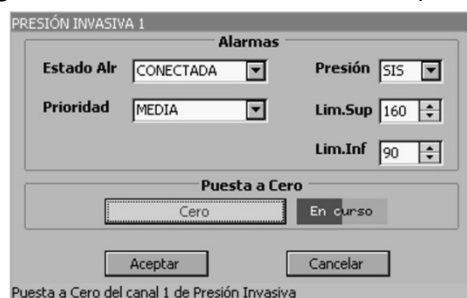 PRESIÓN INVASIVA 1
Alarmas
Estado Alr CONECTADA Presión SIS
Prioridad MEDIA Lim.Sup 160
Lim.Inf 90
Puesta a Cero
Cero En curso
Aceptar Cancelar
Puesta a Cero del canal 1 de Presión Invasiva